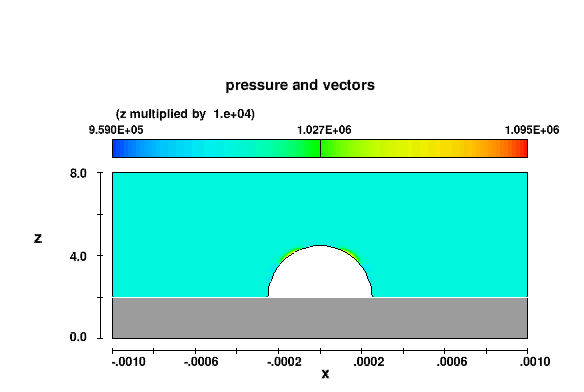 pressure and vectors
(z multiplied by 1.e+04)
9.590E+05 1.027E+06 1.095E+06
8.0
z
4.0
0.0
-.0010 -.0006 -.0002 .0002 .0006 .0010
x